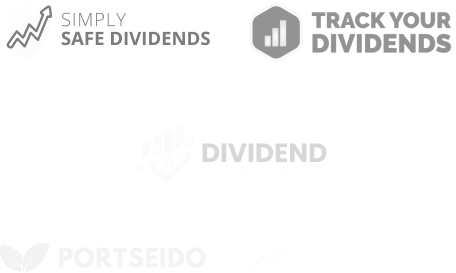 SIMPLY
SAFE DIVIDENDS
TRACK YOUR
DIVIDENDS
DIVIDEND
PORTSEIDO